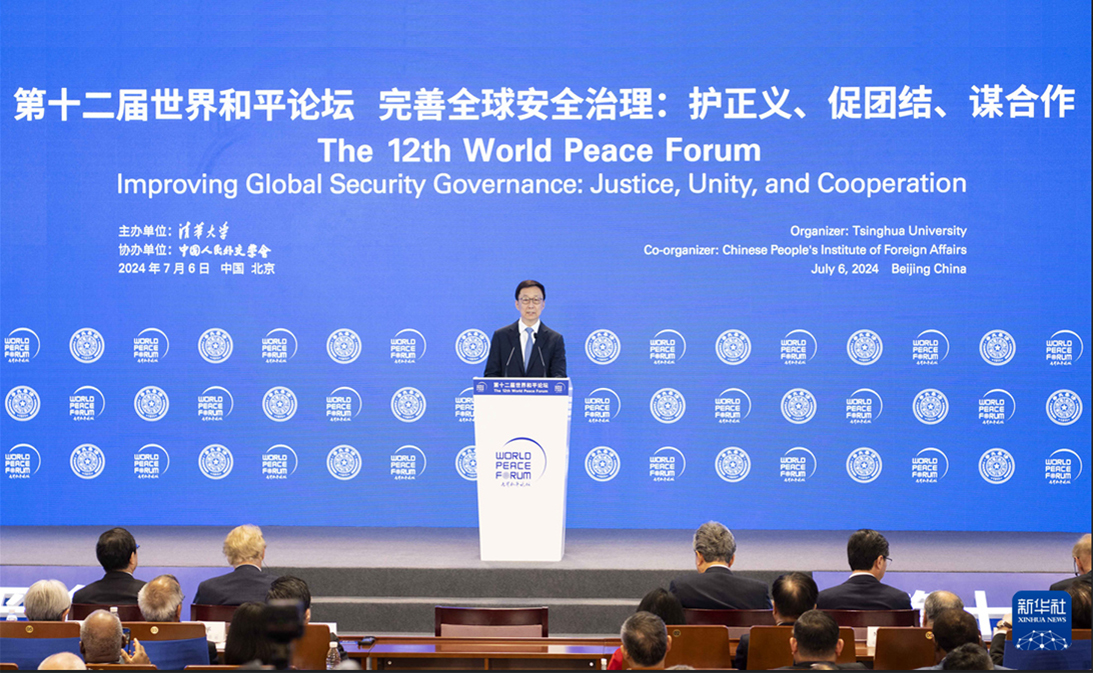 第十二届世界和平论坛 完善全球安全治理：护正义、促团结、谋合作
The 12th World Peace Forum
Improving Global Security Governance: Justice, Unity, and Cooperation
主办单位：清华大学
协办单位：中国人民外交学会
2024年7月6日 中国 北京
Organizer: Tsinghua University
Co-organizer: Chinese People's Institute of Foreign Affairs
July 6, 2024 Beijing China
WORLD
PEACE
FORUM
第十二届世界和平论坛
The 12th World Peace Forum
WORLD
PEACE
FORUM
新华社
XINHUA NEWS